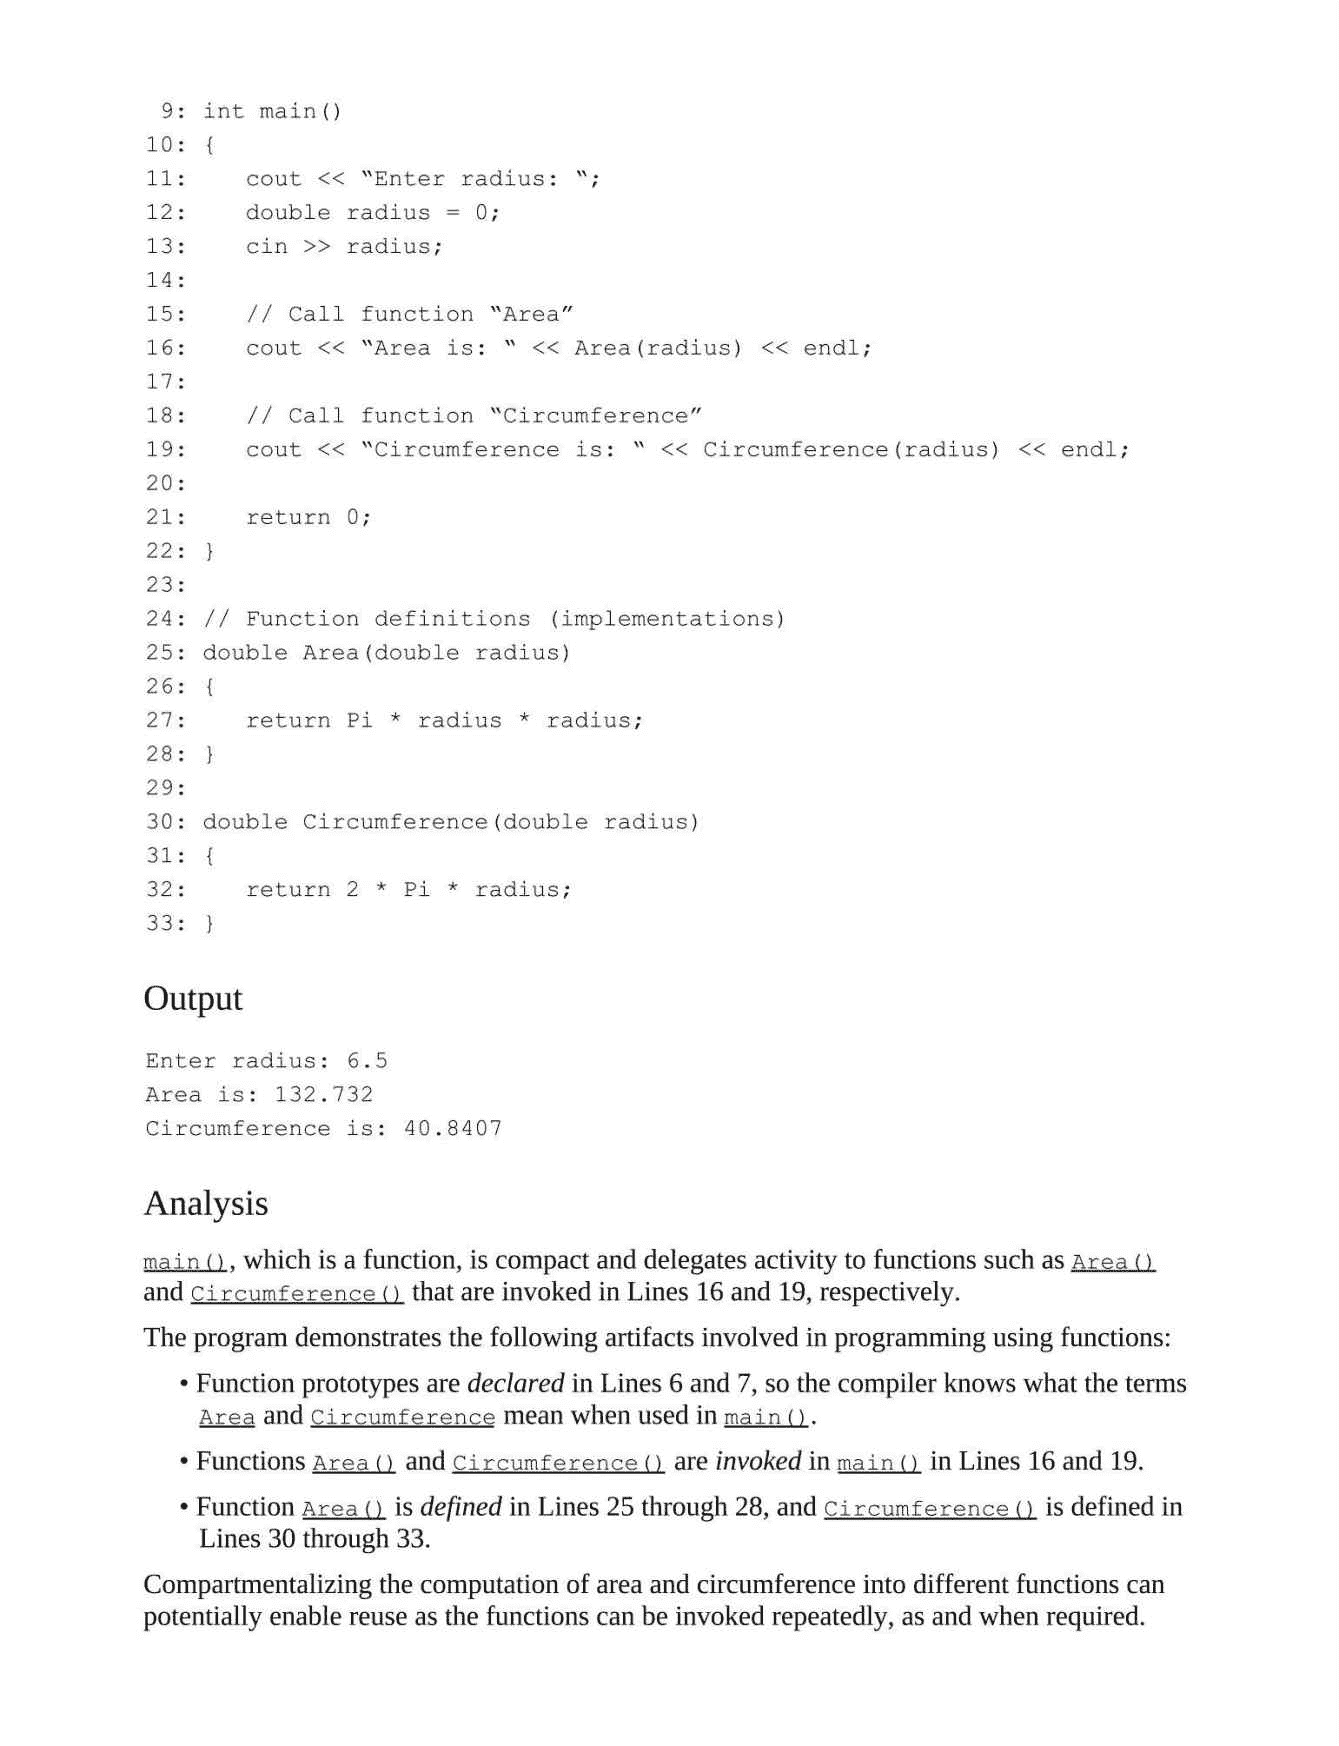 9: int main()
10: {
11:    cout << “Enter radius: “;
12:    double radius = 0;
13:    cin >> radius;
14:
15:    // Call function “Area”
16:    cout << “Area is: “ << Area(radius) << endl;
17:
18:    // Call function “Circumference”
19:    cout << “Circumference is: “ << Circumference(radius) << endl;
20:
21:    return 0;
22: }
23:
24: // Function definitions (implementations)
25: double Area(double radius)
26: {
27:    return Pi * radius * radius;
28: }
29:
30: double Circumference(double radius)
31: {
32:    return 2 * Pi * radius;
33: }
Output
Enter radius: 6.5
Area is: 132.732
Circumference is: 40.8407
Analysis
main(), which is a function, is compact and delegates activity to functions such as Area()
and Circumference() that are invoked in Lines 16 and 19, respectively.
The program demonstrates the following artifacts involved in programming using functions:
• Function prototypes are declared in Lines 6 and 7, so the compiler knows what the terms
Area and Circumference mean when used in main().
• Functions Area() and Circumference() are invoked in main() in Lines 16 and 19.
• Function Area() is defined in Lines 25 through 28, and Circumference() is defined in
Lines 30 through 33.
Compartmentalizing the computation of area and circumference into different functions can
potentially enable reuse as the functions can be invoked repeatedly, as and when required.